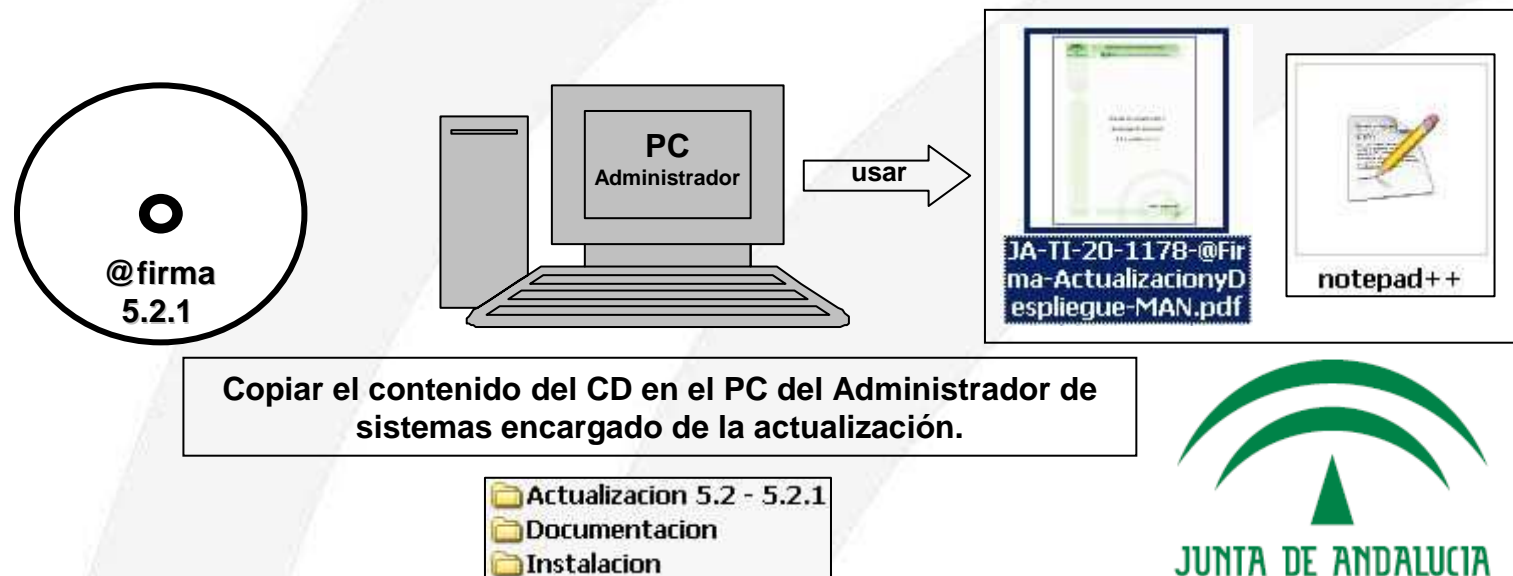 @firma
5.2.1
PC
Administrador
usar
JA-TI-20-1178-@Fir
ma-ActualizacionyD
espliegue-MAN.pdf
notepad++
Copiar el contenido del CD en el PC del Administrador de
sistemas encargado de la actualización.
Actualizacion 5.2 - 5.2.1
Documentacion
Instalacion
JUNTA DE ANDALUCIA